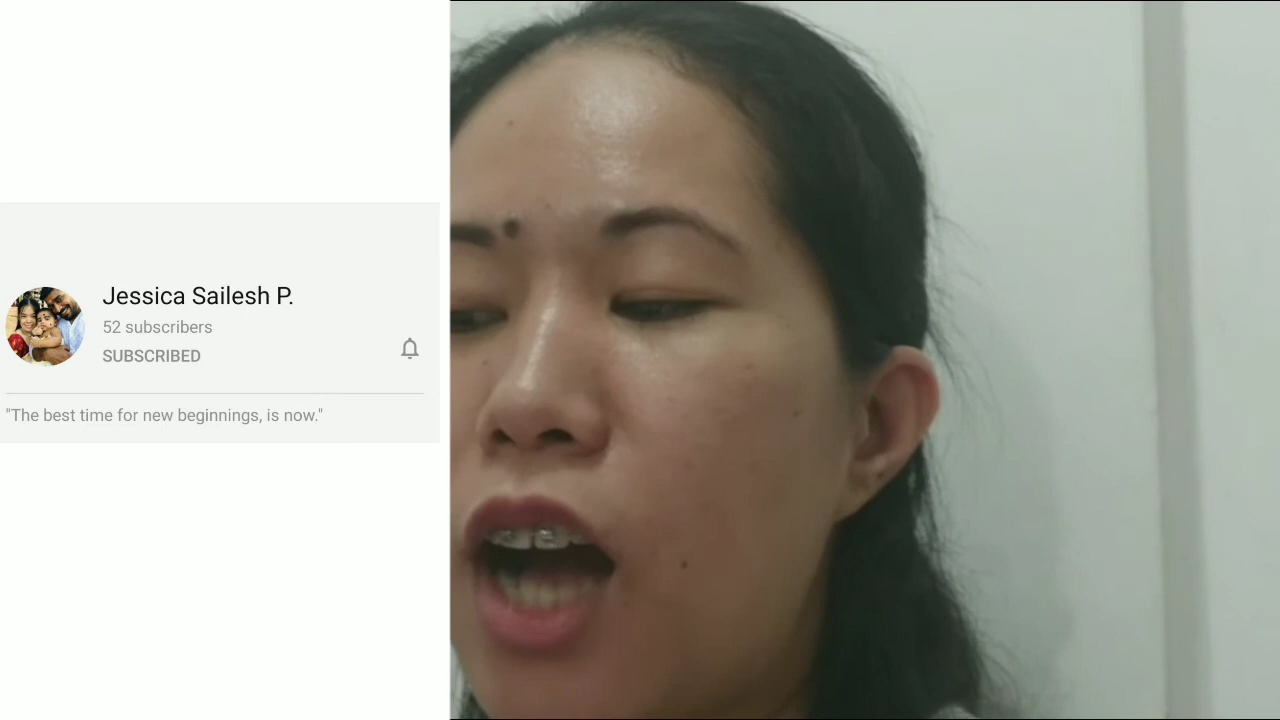 Jessica Sailesh P.
52 subscribers
SUBSCRIBED
"The best time for new beginnings, is now."